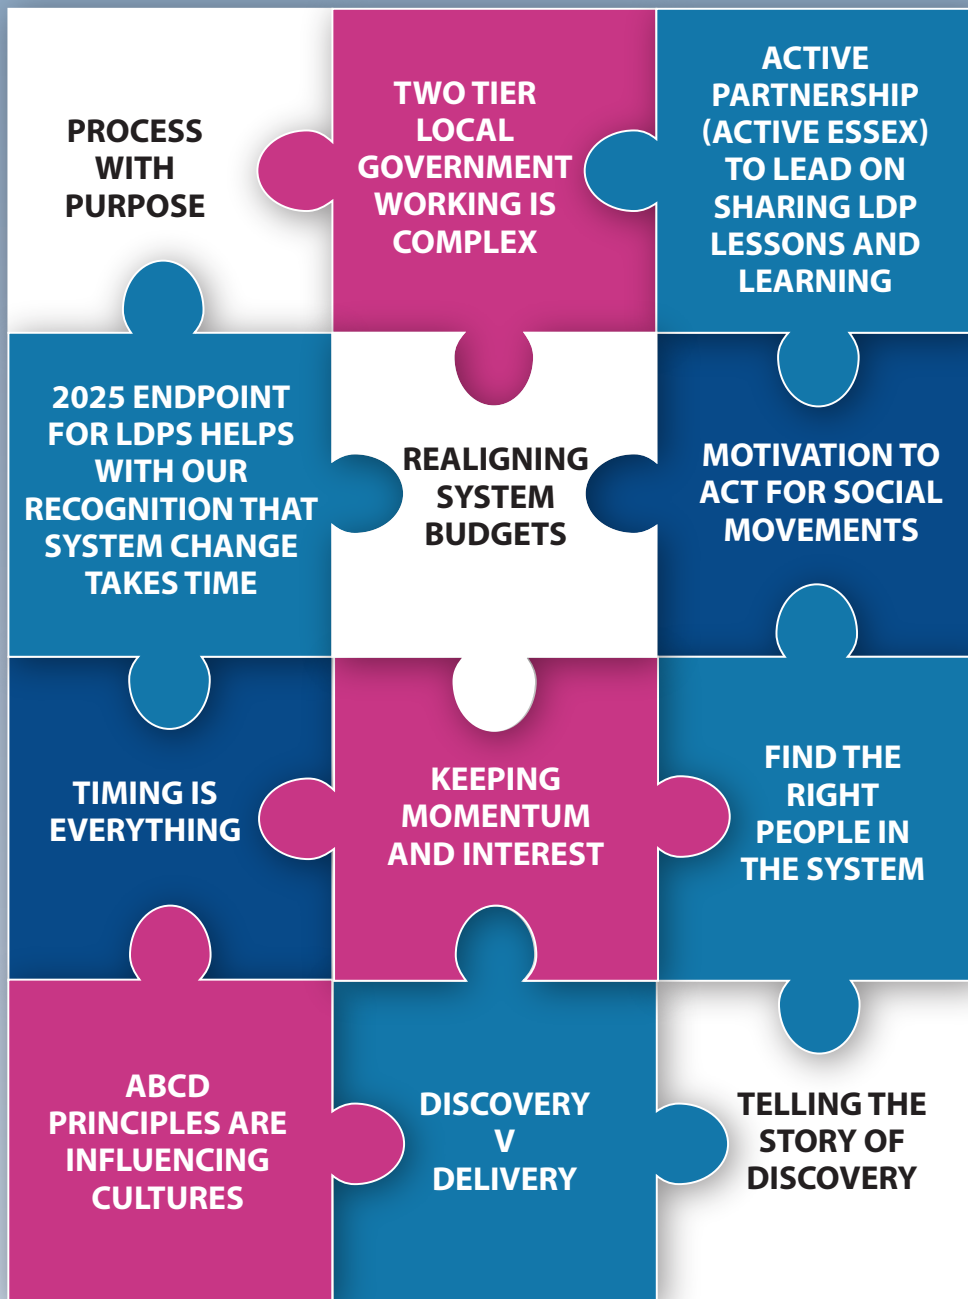 PROCESS
WITH
PURPOSE
TWO TIER
LOCAL
GOVERNMENT
WORKING IS
COMPLEX
ACTIVE
PARTNERSHIP
(ACTIVE ESSEX)
TO LEAD ON
SHARING LDP
LESSONS AND
LEARNING
2025 ENDPOINT
FOR LDPS HELPS
WITH OUR
RECOGNITION THAT
SYSTEM CHANGE
TAKES TIME
REALIGNING
SYSTEM
BUDGETS
MOTIVATION TO
ACT FOR SOCIAL
MOVEMENTS
TIMING IS
EVERYTHING
KEEPING
MOMENTUM
AND INTEREST
FIND THE
RIGHT
PEOPLE IN
THE SYSTEM
ABCD
PRINCIPLES ARE
INFLUENCING
CULTURES
DISCOVERY
V
DELIVERY
TELLING THE
STORY OF
DISCOVERY